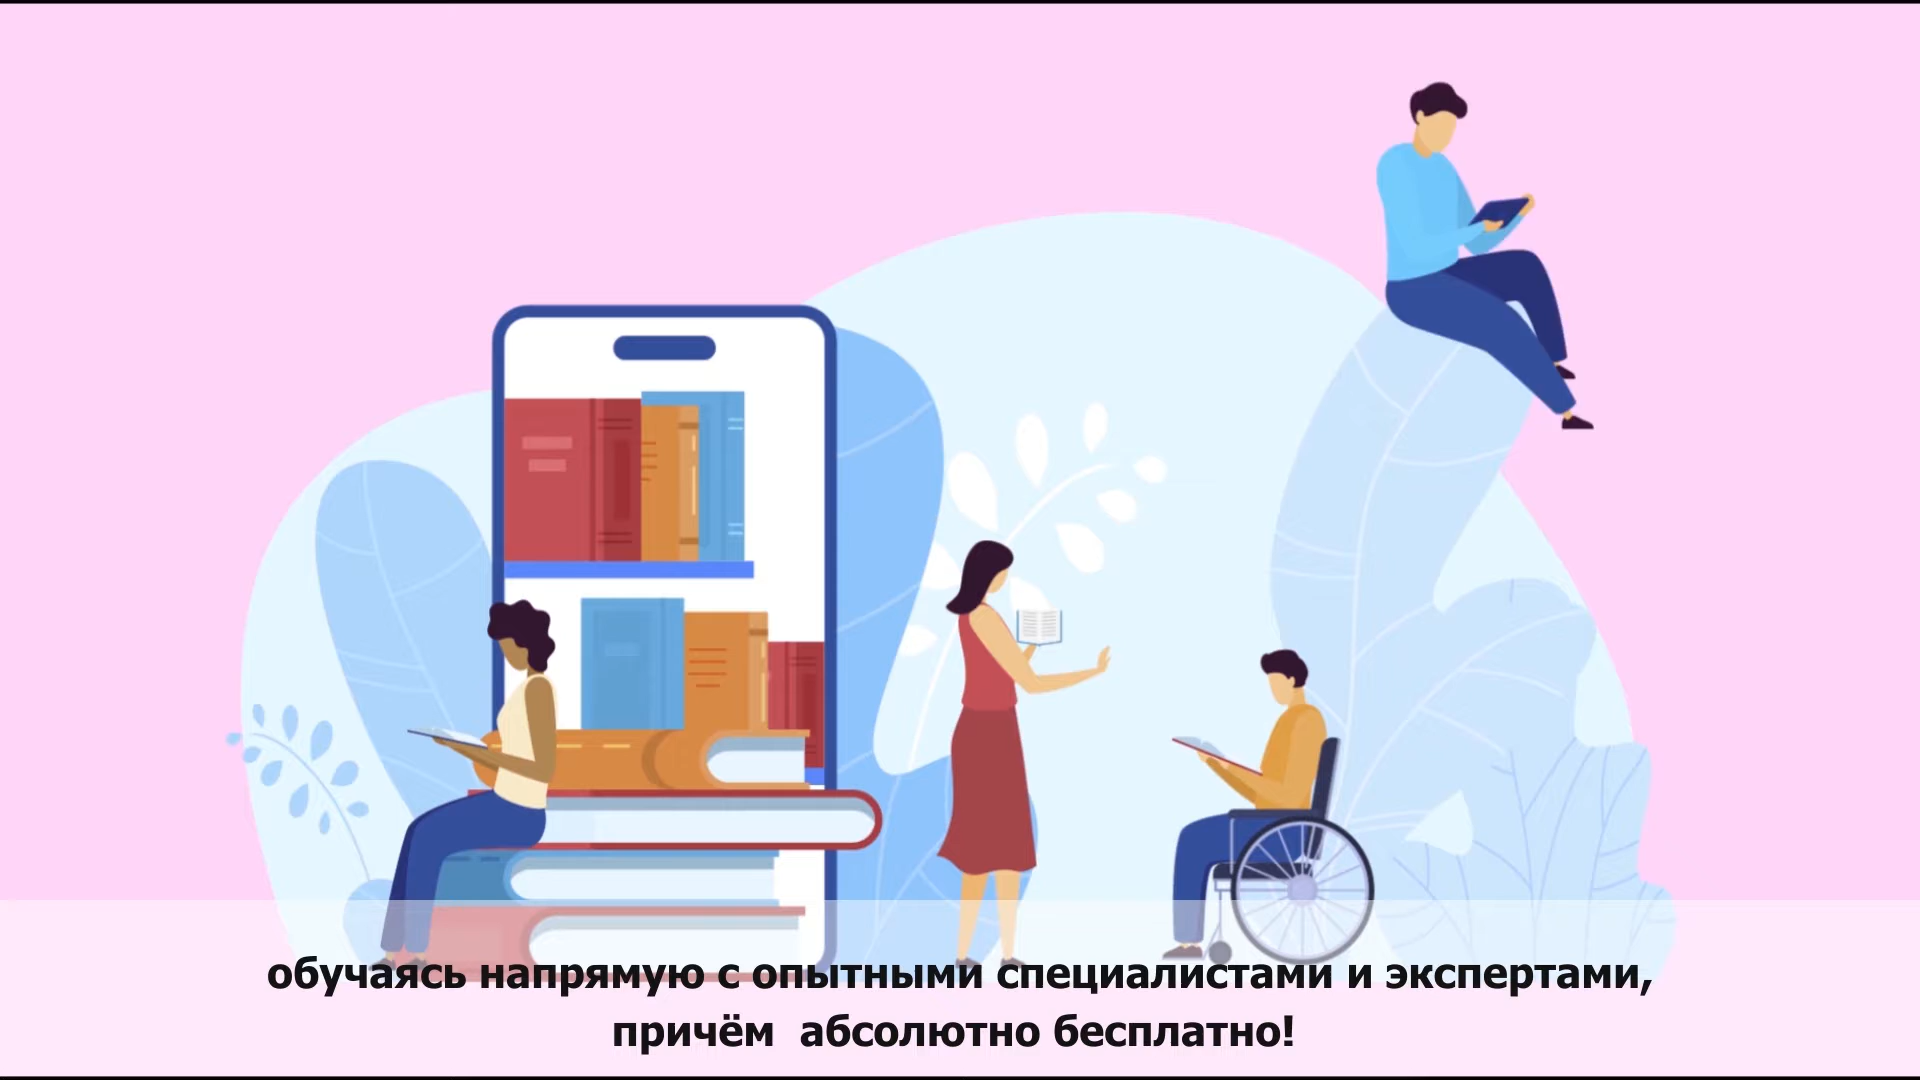 обучаясь напрямую с опытными специалистами и экспертами,
причём  абсолютно бесплатно!